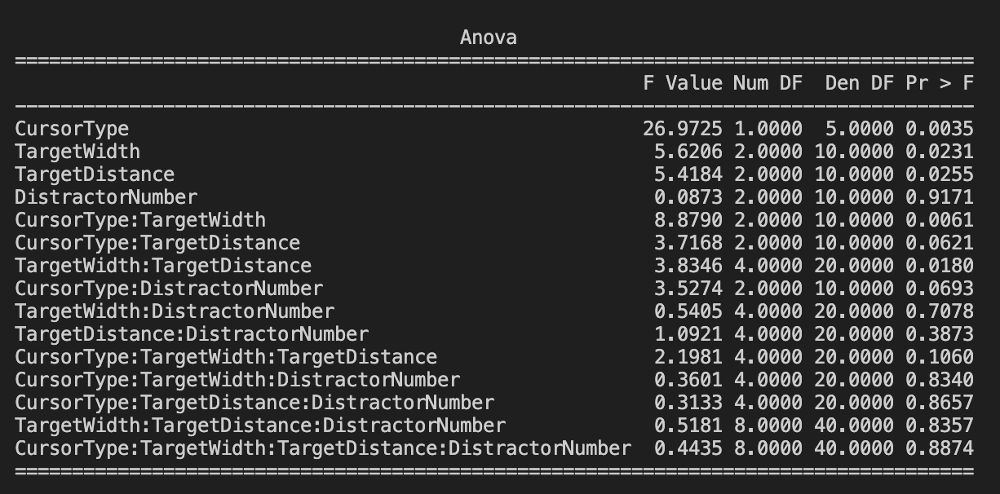 Anova
====================================================================================
F Value Num DF  Den DF Pr > F
------------------------------------------------------------------------------------
CursorType                                             26.9725 1.0000  5.0000 0.0035
TargetWidth                                             5.6206 2.0000 10.0000 0.0231
TargetDistance                                          5.4184 2.0000 10.0000 0.0255
DistractorNumber                                        0.0873 2.0000 10.0000 0.9171
CursorType:TargetWidth                                  8.8790 2.0000 10.0000 0.0061
CursorType:TargetDistance                               3.7168 2.0000 10.0000 0.0621
TargetWidth:TargetDistance                              3.8346 4.0000 20.0000 0.0180
CursorType:DistractorNumber                             3.5274 2.0000 10.0000 0.0693
TargetWidth:DistractorNumber                            0.5405 4.0000 20.0000 0.7078
TargetDistance:DistractorNumber                         1.0921 4.0000 20.0000 0.3873
CursorType:TargetWidth:TargetDistance                   2.1981 4.0000 20.0000 0.1060
CursorType:TargetWidth:DistractorNumber                 0.3601 4.0000 20.0000 0.8340
CursorType:TargetDistance:DistractorNumber              0.3133 4.0000 20.0000 0.8657
TargetWidth:TargetDistance:DistractorNumber             0.5181 8.0000 40.0000 0.8357
CursorType:TargetWidth:TargetDistance:DistractorNumber  0.4435 8.0000 40.0000 0.8874
====================================================================================